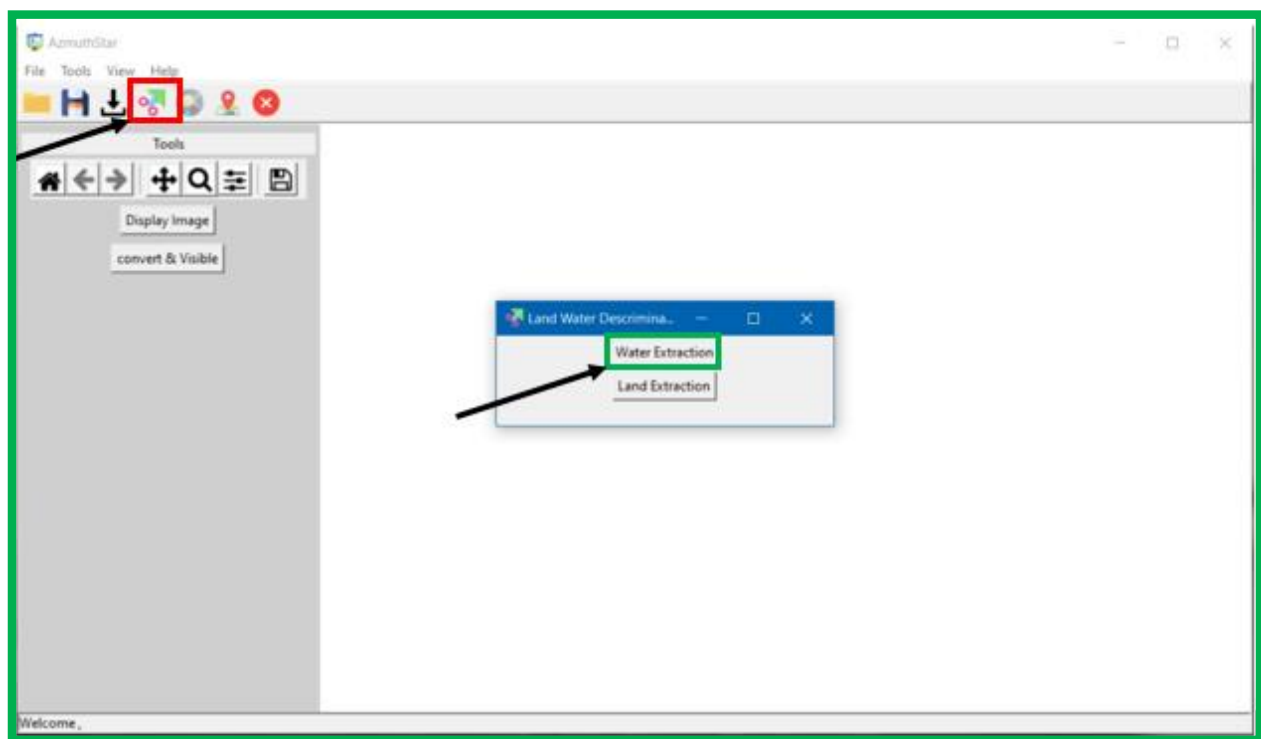 AzmuthStar
File Tools View Help
Tools
Display Image
convert & Visible
Land Water Descrimina...
Water Extraction
Land Extraction
Welcome,